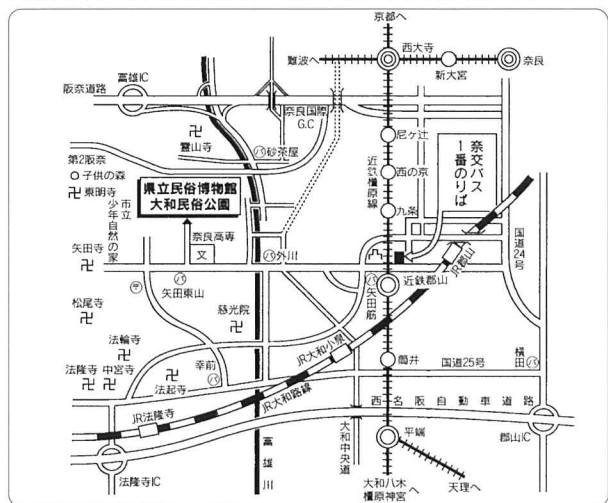 京都へ
難波へ
西大寺
新大宮
奈良
富雄IC
阪奈道路
奈良国際
G.C
霊山寺
バ砂茶屋
尼ヶ辻
近鉄橿原線
西の京
九条
奈交バス
1番のりば
第2阪奈
子供の森
東明寺
市立
少年自然の家
県立民俗博物館
大和民俗公園
奈良高専
文
国道24号
JR郡山
矢田寺
バ外川
近鉄郡山
バ矢田筋
バ
矢田東山
〒
慈光院
松尾寺
法輪寺
法隆寺
中宮寺
法起寺
幸前
バ
JR大和小泉
筒井
国道25号
横田
バ
JR法隆寺
JR大和路線
西名阪自動車道路
富雄川
大和中央道
平端
郡山IC
法隆寺IC
大和八木
橿原神宮へ
天理へ